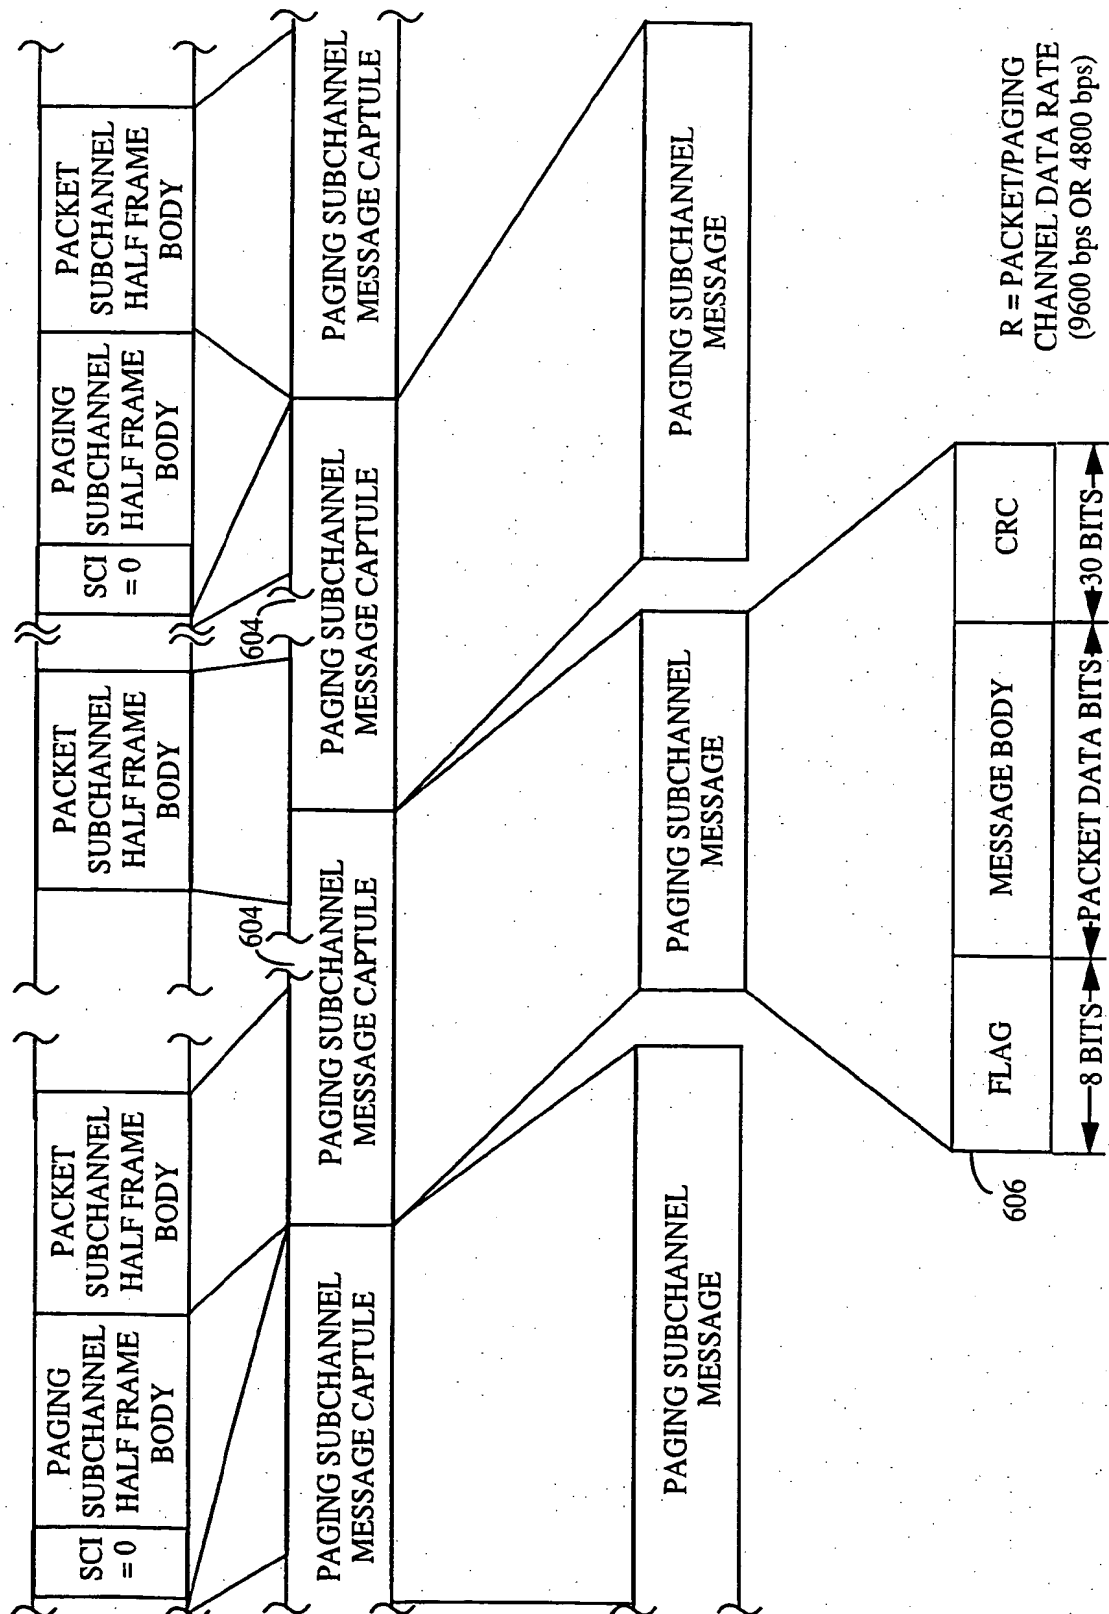 SCI
= 0
PAGING
SUBCHANNEL
HALF FRAME
BODY
PACKET
SUBCHANNEL
HALF FRAME
BODY
PACKET
SUBCHANNEL
HALF FRAME
BODY
SCI
= 0
PAGING
SUBCHANNEL
HALF FRAME
BODY
PACKET
SUBCHANNEL
HALF FRAME
BODY
604
604
PAGING SUBCHANNEL
MESSAGE CAPTULE
PAGING SUBCHANNEL
MESSAGE CAPTULE
PAGING SUBCHANNEL
MESSAGE CAPTULE
PAGING SUBCHANNEL
MESSAGE CAPTULE
PAGING SUBCHANNEL
MESSAGE
PAGING SUBCHANNEL
MESSAGE
PAGING SUBCHANNEL
MESSAGE
606
FLAG
MESSAGE BODY
CRC
8 BITS
PACKET DATA BITS
30 BITS
R = PACKET/PAGING
CHANNEL DATA RATE
(9600 bps OR 4800 bps)